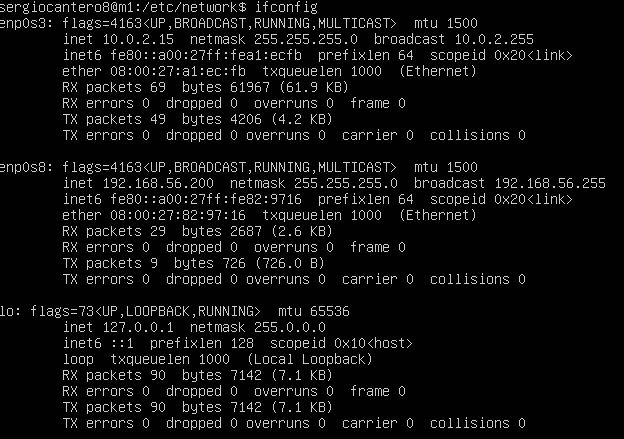 sergiocantero8@m1:/etc/network$ ifconfig
enp0s3: flags=4163<UP,BROADCAST,RUNNING,MULTICAST>  mtu 1500
        inet 10.0.2.15  netmask 255.255.255.0  broadcast 10.0.2.255
        inet6 fe80::a00:27ff:fea1:ecfb  prefixlen 64  scopeid 0x20<link>
        ether 08:00:27:a1:ec:fb  txqueuelen 1000  (Ethernet)
        RX packets 69  bytes 61967 (61.9 KB)
        RX errors 0  dropped 0  overruns 0  frame 0
        TX packets 49  bytes 4206 (4.2 KB)
        TX errors 0  dropped 0 overruns 0  carrier 0  collisions 0

enp0s8: flags=4163<UP,BROADCAST,RUNNING,MULTICAST>  mtu 1500
        inet 192.168.56.200  netmask 255.255.255.0  broadcast 192.168.56.255
        inet6 fe80::a00:27ff:fe82:9716  prefixlen 64  scopeid 0x20<link>
        ether 08:00:27:82:97:16  txqueuelen 1000  (Ethernet)
        RX packets 29  bytes 2687 (2.6 KB)
        RX errors 0  dropped 0  overruns 0  frame 0
        TX packets 9  bytes 726 (726.0 B)
        TX errors 0  dropped 0 overruns 0  carrier 0  collisions 0

lo: flags=73<UP,LOOPBACK,RUNNING>  mtu 65536
        inet 127.0.0.1  netmask 255.0.0.0
        inet6 ::1  prefixlen 128  scopeid 0x10<host>
        loop  txqueuelen 1000  (Local Loopback)
        RX packets 90  bytes 7142 (7.1 KB)
        RX errors 0  dropped 0  overruns 0  frame 0
        TX packets 90  bytes 7142 (7.1 KB)
        TX errors 0  dropped 0 overruns 0  carrier 0  collisions 0